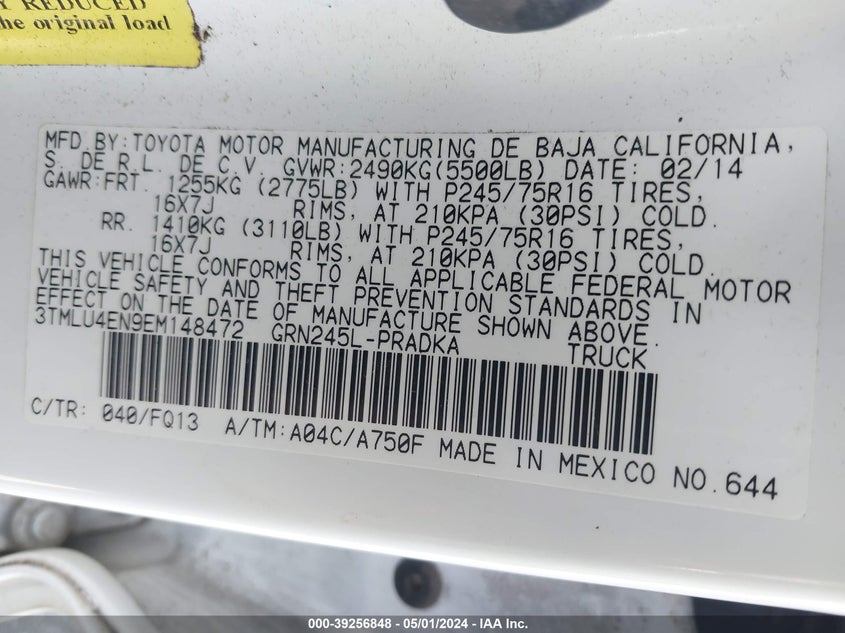 Y REDUCED
the original load
MFD.BY:TOYOTA MOTOR MANUFACTURING DE BAJA CALIFORNIA,
S. DE R.L. DE C.V. GVWR:2490KG(5500LB) DATE: 02/14
GAWR:FRT. 1255KG (2775LB) WITH P245/75R16 TIRES,
16X7J RIMS, AT 210KPA (30PSI) COLD.
RR. 1410KG (3110LB) WITH P245/75R16 TIRES,
16X7J RIMS, AT 210KPA (30PSI) COLD.
THIS VEHICLE CONFORMS TO ALL APPLICABLE FEDERAL MOTOR
VEHICLE SAFETY AND THEFT PREVENTION STANDARDS IN
EFFECT ON THE DATE OF MANUFACTURE SHOWN ABOVE.
3TMLU4EN9EM148472 GRN245L-PRADKA TRUCK
C/TR: 040/FQ13 A/TM:A04C/A750F MADE IN MEXICO NO.644
000-39256848 - 05/01/2024 - IAA Inc.